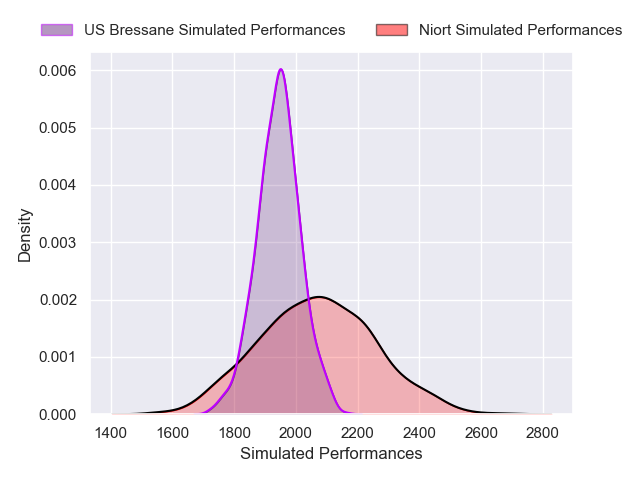 US Bressane Simulated Performances
Niort Simulated Performances
0.006
0.005
0.004
0.003
0.002
0.001
0.000
Density
1400 1600 1800 2000 2200 2400 2600 2800
Simulated Performances